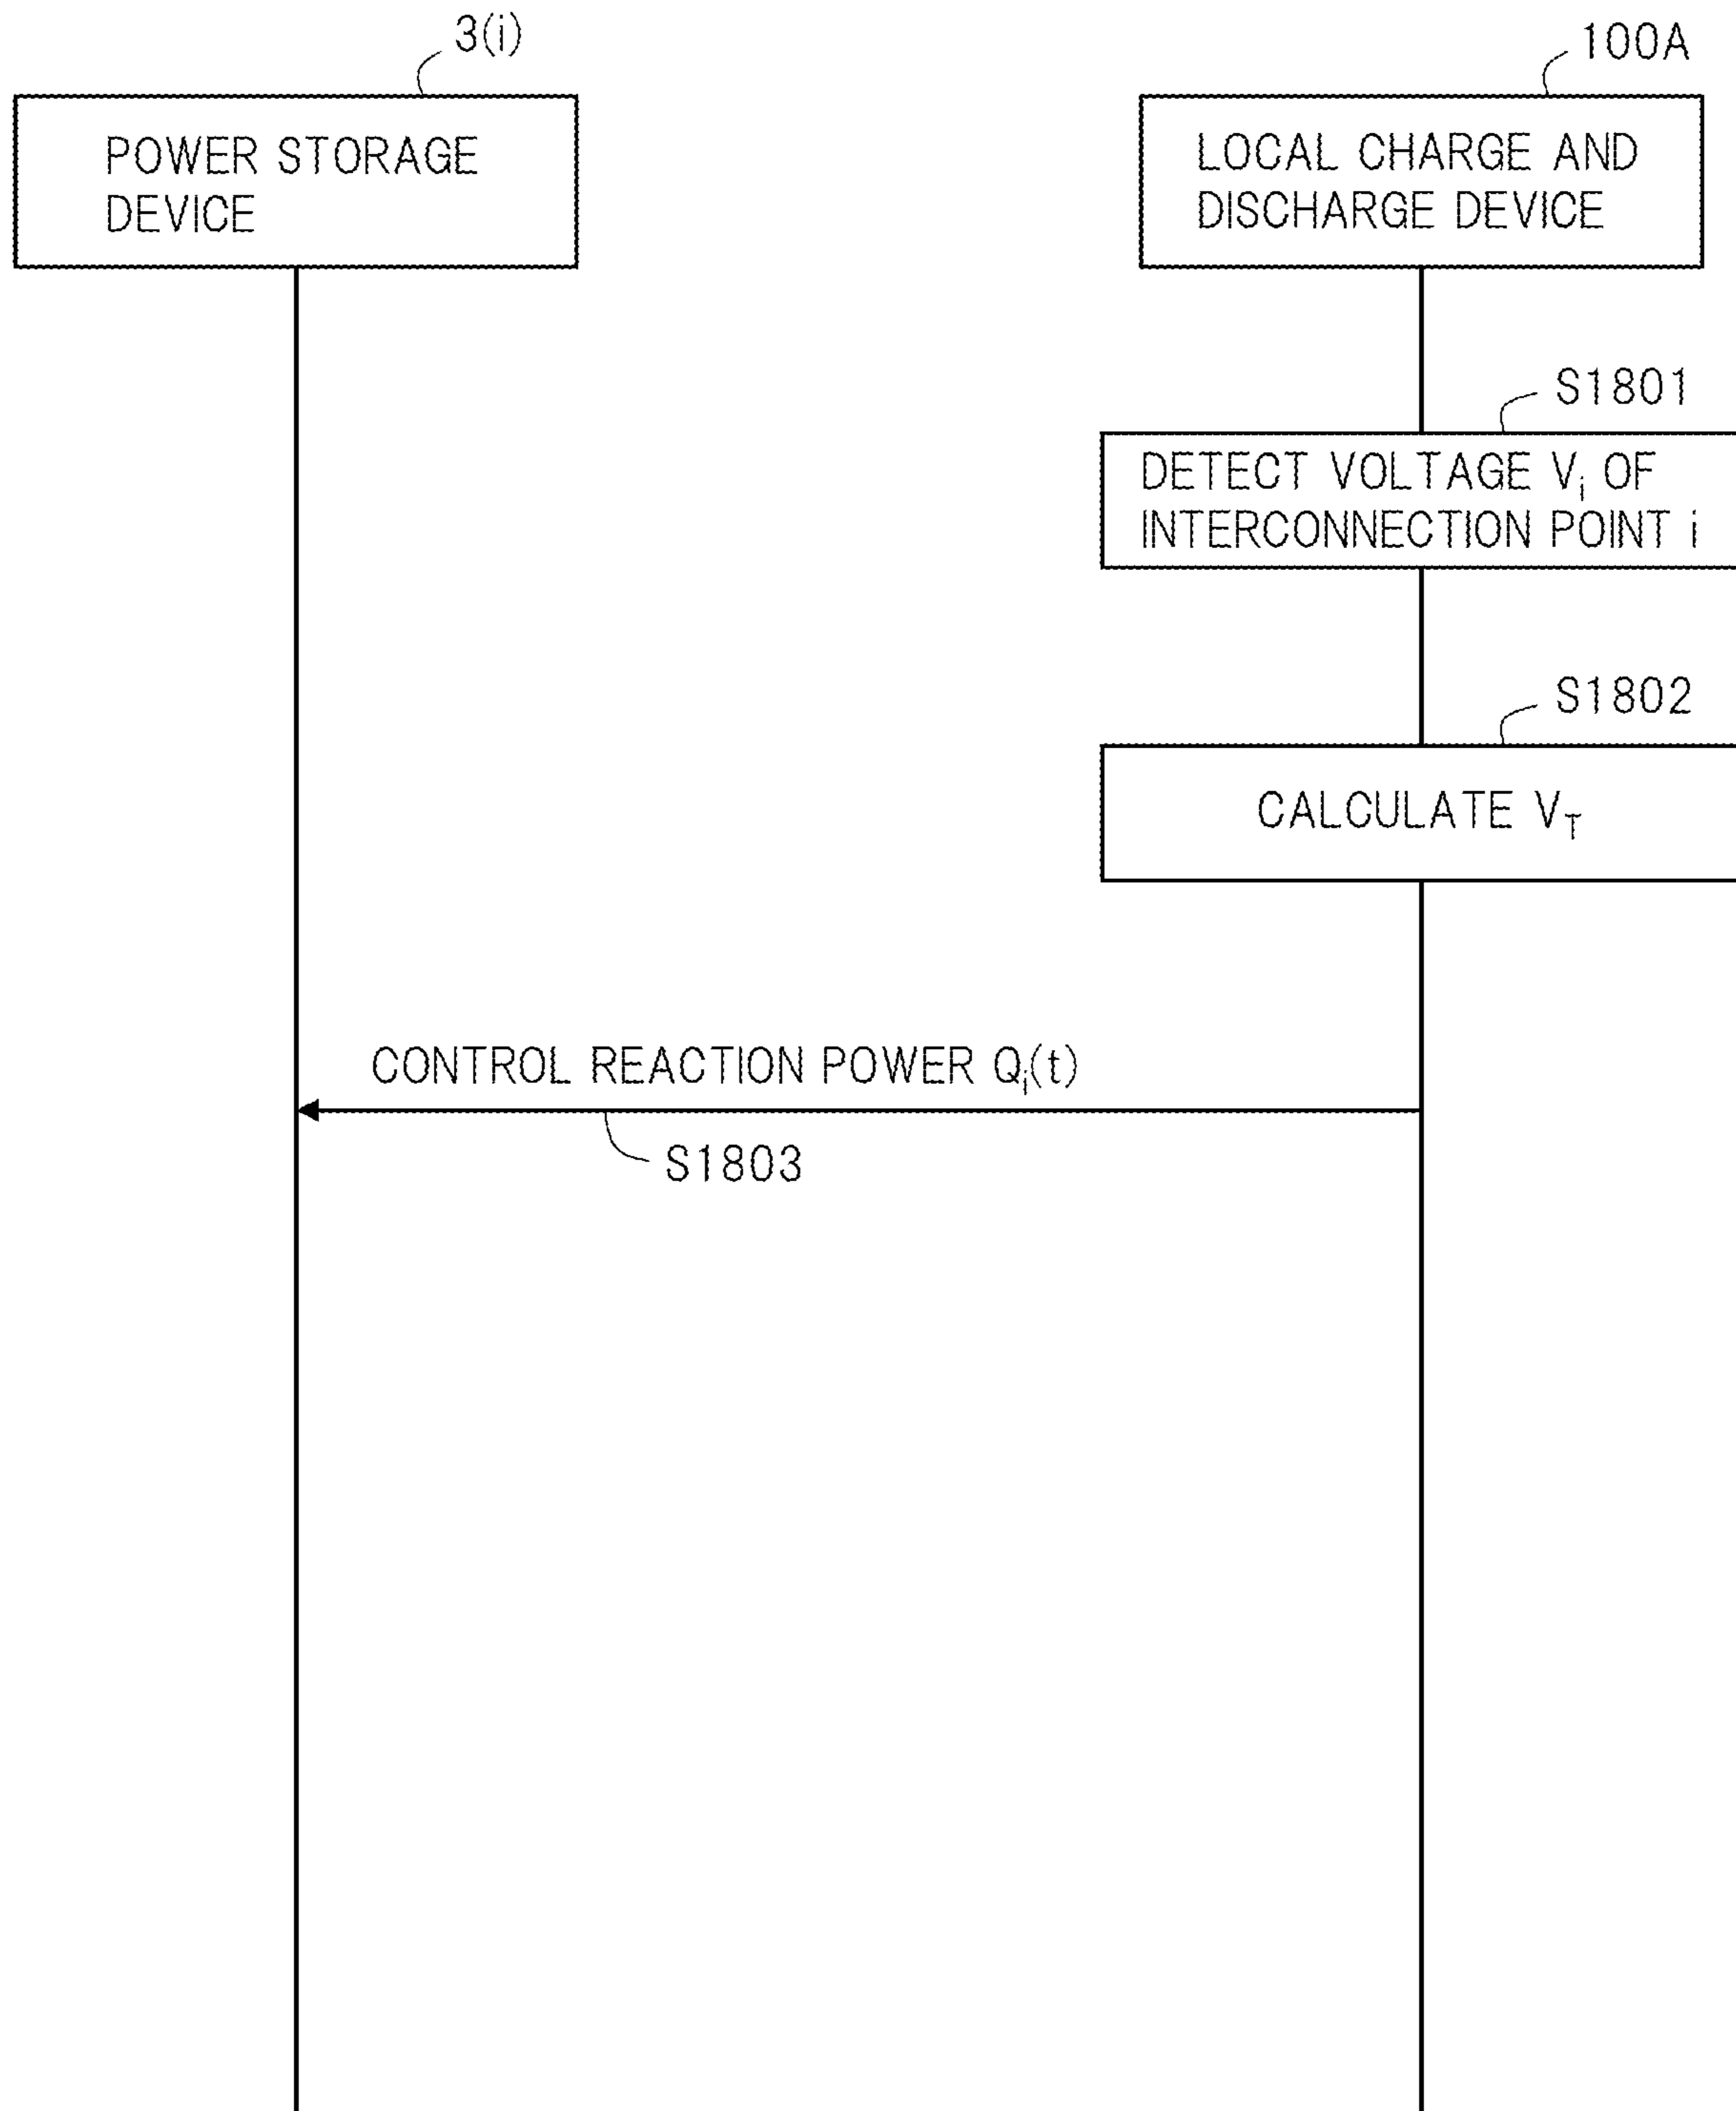 3(i)
100A
POWER STORAGE
DEVICE
LOCAL CHARGE AND
DISCHARGE DEVICE
S1801
DETECT VOLTAGE Vi OF
INTERCONNECTION POINT i
S1802
CALCULATE VT
CONTROL REACTION POWER Qi(t)
S1803